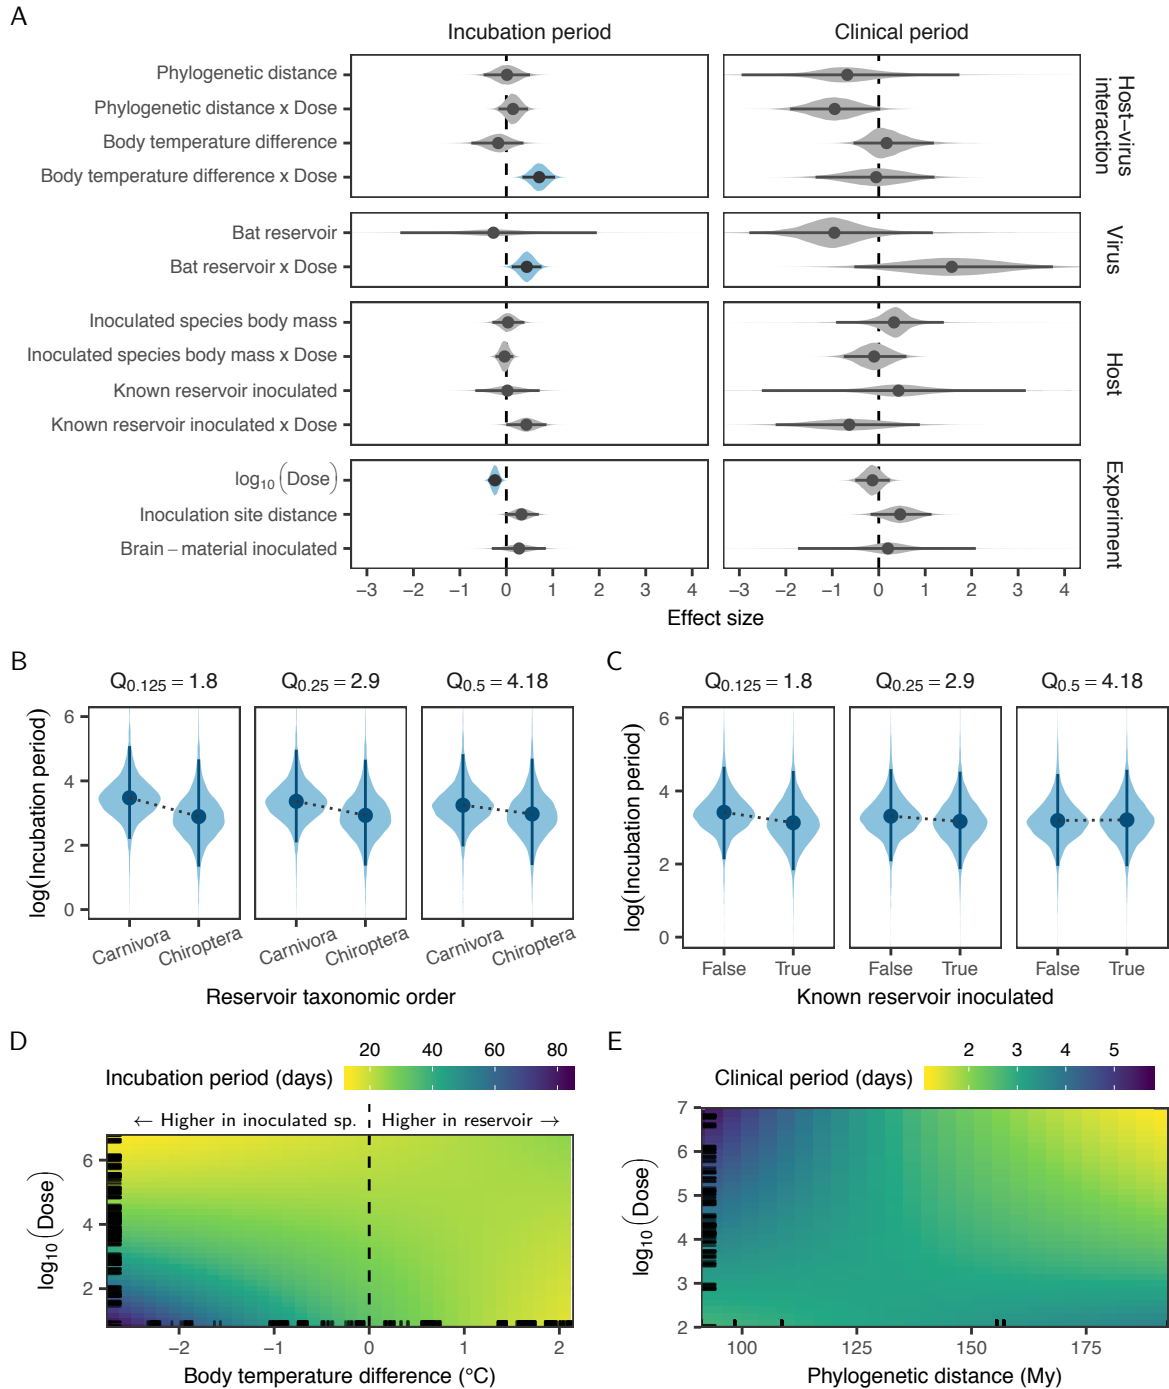 A
Incubation period
Clinical period
Phylogenetic distance
Phylogenetic distance x Dose
Body temperature difference
Body temperature difference x Dose
Host−virus
interaction
Bat reservoir
Bat reservoir x Dose
Virus
Inoculated species body mass
Inoculated species body mass x Dose
Known reservoir inoculated
Known reservoir inoculated x Dose
Host
log10(Dose)
Inoculation site distance
Brain − material inoculated
Experiment
−3 −2 −1 0 1 2 3 4
−3 −2 −1 0 1 2 3 4
Effect size
B
Q0.125 = 1.8
Q0.25 = 2.9
Q0.5 = 4.18
log(Incubation period)
6
4
2
0
Carnivora Chiroptera
Carnivora Chiroptera
Carnivora Chiroptera
Reservoir taxonomic order
C
Q0.125 = 1.8
Q0.25 = 2.9
Q0.5 = 4.18
log(Incubation period)
6
4
2
0
False True
False True
False True
Known reservoir inoculated
D
20 40 60 80
Incubation period (days)
← Higher in inoculated sp.
Higher in reservoir →
log10(Dose)
6
4
2
−2 −1 0 1 2
Body temperature difference (°C)
E
2 3 4 5
Clinical period (days)
log10(Dose)
7
6
5
4
3
2
100 125 150 175
Phylogenetic distance (My)